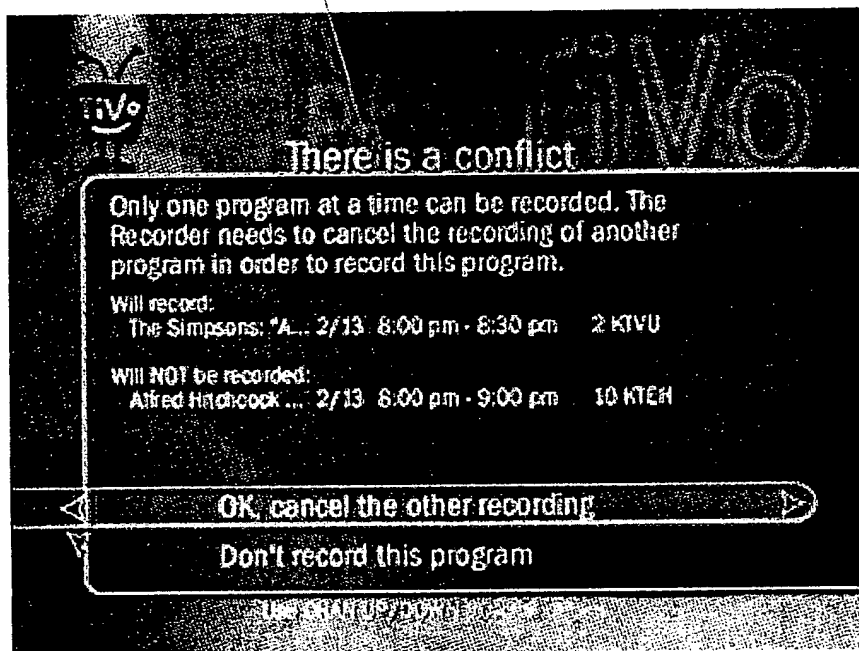 TiVo
TiVo
There is a conflict
Only one program at a time can be recorded. The
Recorder needs to cancel the recording of another
program in order to record this program.
Will record:
The Simpsons: "A... 2/13 8:00 pm - 8:30 pm 2 KTVU
Will NOT be recorded:
Alfred Hitchcock ... 2/13 8:00 pm - 9:00 pm 10 KTEH
OK, cancel the other recording
Don't record this program